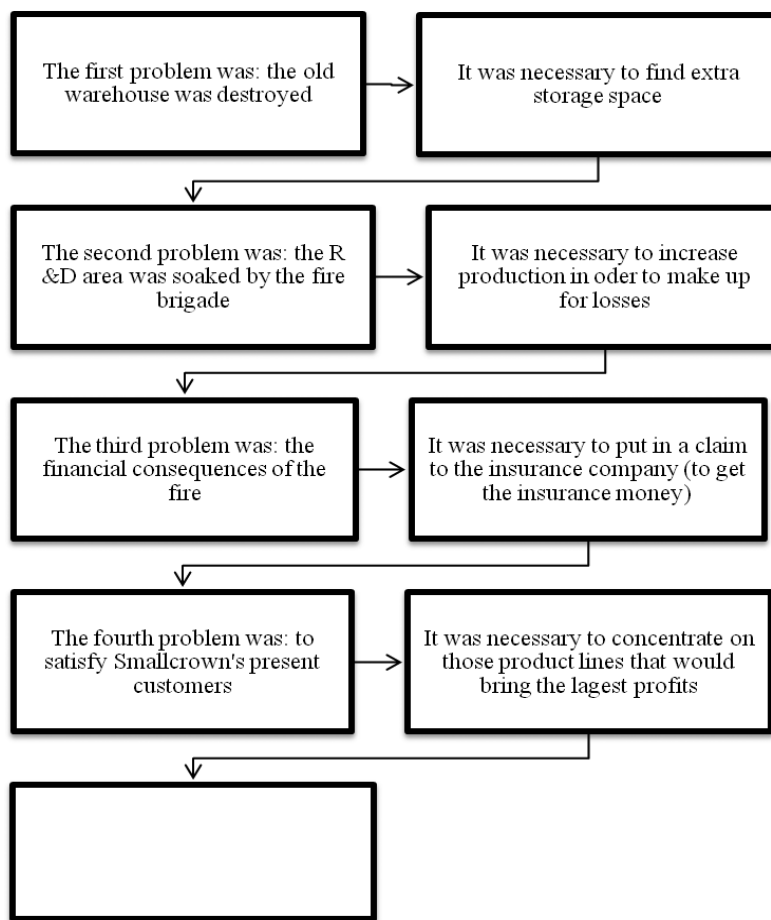 The first problem was: the old
warehouse was destroyed
It was necessary to find extra
storage space
The second problem was: the R
&D area was soaked by the fire
brigade
It was necessary to increase
production in oder to make up
for losses
The third problem was: the
financial consequences of the
fire
It was necessary to put in a claim
to the insurance company (to get
the insurance money)
The fourth problem was: to
satisfy Smallcrown's present
customers
It was necessary to concentrate on
those product lines that would
bring the lagest profits